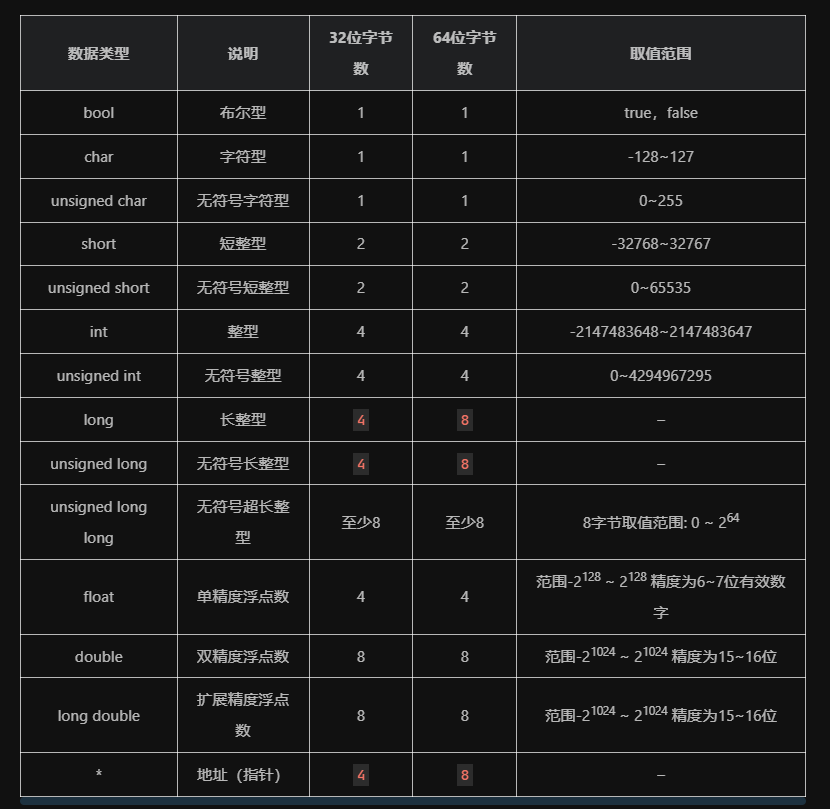 数据类型 说明 32位字节数 64位字节数 取值范围
bool 布尔型 1 1 true，false
char 字符型 1 1 -128~127
unsigned char 无符号字符型 1 1 0~255
short 短整型 2 2 -32768~32767
unsigned short 无符号短整型 2 2 0~65535
int 整型 4 4 -2147483648~2147483647
unsigned int 无符号整型 4 4 0~4294967295
long 长整型 4 8 –
unsigned long 无符号长整型 4 8 –
unsigned long long 无符号超长整型 至少8 至少8 8字节取值范围: 0 ~ 2^64
float 单精度浮点数 4 4 范围-2^128 ~ 2^128 精度为6~7位有效数字
double 双精度浮点数 8 8 范围-2^1024 ~ 2^1024 精度为15~16位
long double 扩展精度浮点数 8 8 范围-2^1024 ~ 2^1024 精度为15~16位
* 地址（指针） 4 8 –